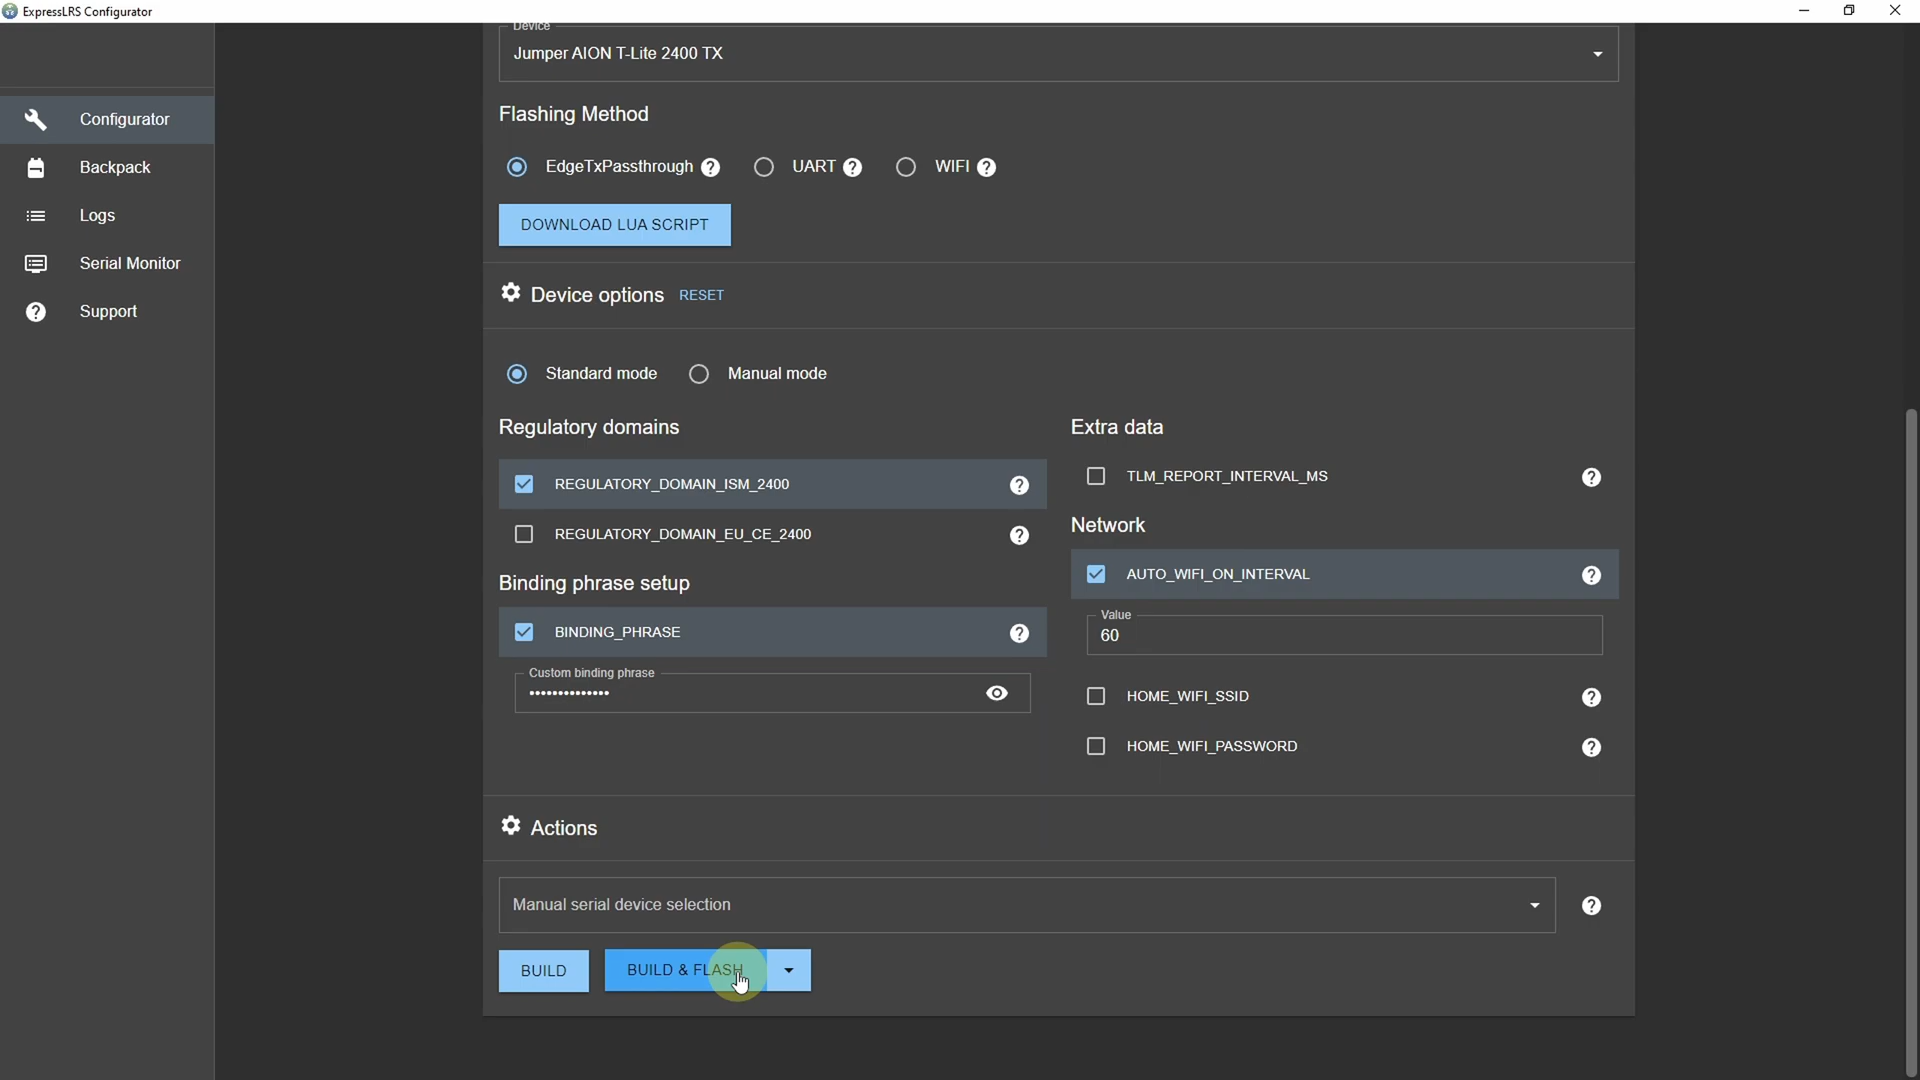 ExpressLRS Configurator
Device
Jumper AION T-Lite 2400 TX
Configurator
Backpack
Logs
Serial Monitor
Support
Flashing Method
EdgeTxPassthrough ? UART ? WIFI ?
DOWNLOAD LUA SCRIPT
Device options RESET
Standard mode Manual mode
Regulatory domains
REGULATORY_DOMAIN_ISM_2400 ?
REGULATORY_DOMAIN_EU_CE_2400 ?
Binding phrase setup
BINDING_PHRASE ?
Custom binding phrase
••••••••••••••
Extra data
TLM_REPORT_INTERVAL_MS ?
Network
AUTO_WIFI_ON_INTERVAL ?
Value
60
HOME_WIFI_SSID ?
HOME_WIFI_PASSWORD ?
Actions
Manual serial device selection ?
BUILD BUILD & FLASH